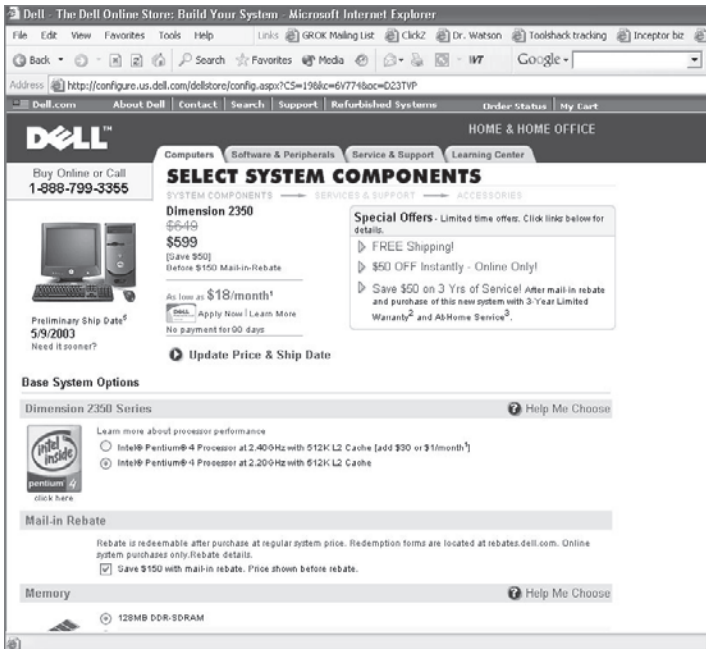 Dell - The Dell Online Store: Build Your System - Microsoft Internet Explorer
File Edit View Favorites Tools Help Links GROK Mailing List ClickZ Dr. Watson Toolshack tracking Inceptor biz
Back Search Favorites Media W7 Google
Address http://configure.us.dell.com/dellstore/config.aspx?CS=19&kc=6V774&oc=D23TVP
Dell.com About Dell Contact Search Support Refurbished Systems Order Status My Cart
DELL™
HOME & HOME OFFICE
Computers Software & Peripherals Service & Support Learning Center
Buy Online or Call
1-888-799-3355
SELECT SYSTEM COMPONENTS
SYSTEM COMPONENTS SERVICES & SUPPORT ACCESSORIES
Dimension 2350
$649
$599
[Save $50]
Before $150 Mail-in-Rebate
As low as $18/month¹
Apply Now | Learn More
No payment for 90 days
Update Price & Ship Date
Special Offers - Limited time offers. Click links below for details.
FREE Shipping!
$50 OFF Instantly - Online Only!
Save $50 on 3 Yrs of Service! After mail-in rebate
and purchase of this new system with 3-Year Limited
Warranty² and At-Home Service³.
Preliminary Ship Date⁵
5/9/2003
Need it sooner?
Base System Options
Dimension 2350 Series Help Me Choose
Learn more about processor performance
Intel® Pentium® 4 Processor at 2.40GHz with 512K L2 Cache [add $30 or $1/month¹]
Intel® Pentium® 4 Processor at 2.20GHz with 512K L2 Cache
intel inside
pentium 4
click here
Mail-in Rebate
Rebate is redeemable after purchase at regular system price. Redemption forms are located at rebates.dell.com. Online
system purchases only.Rebate details.
Save $150 with mail-in rebate. Price shown before rebate.
Memory Help Me Choose
128MB DDR-SDRAM